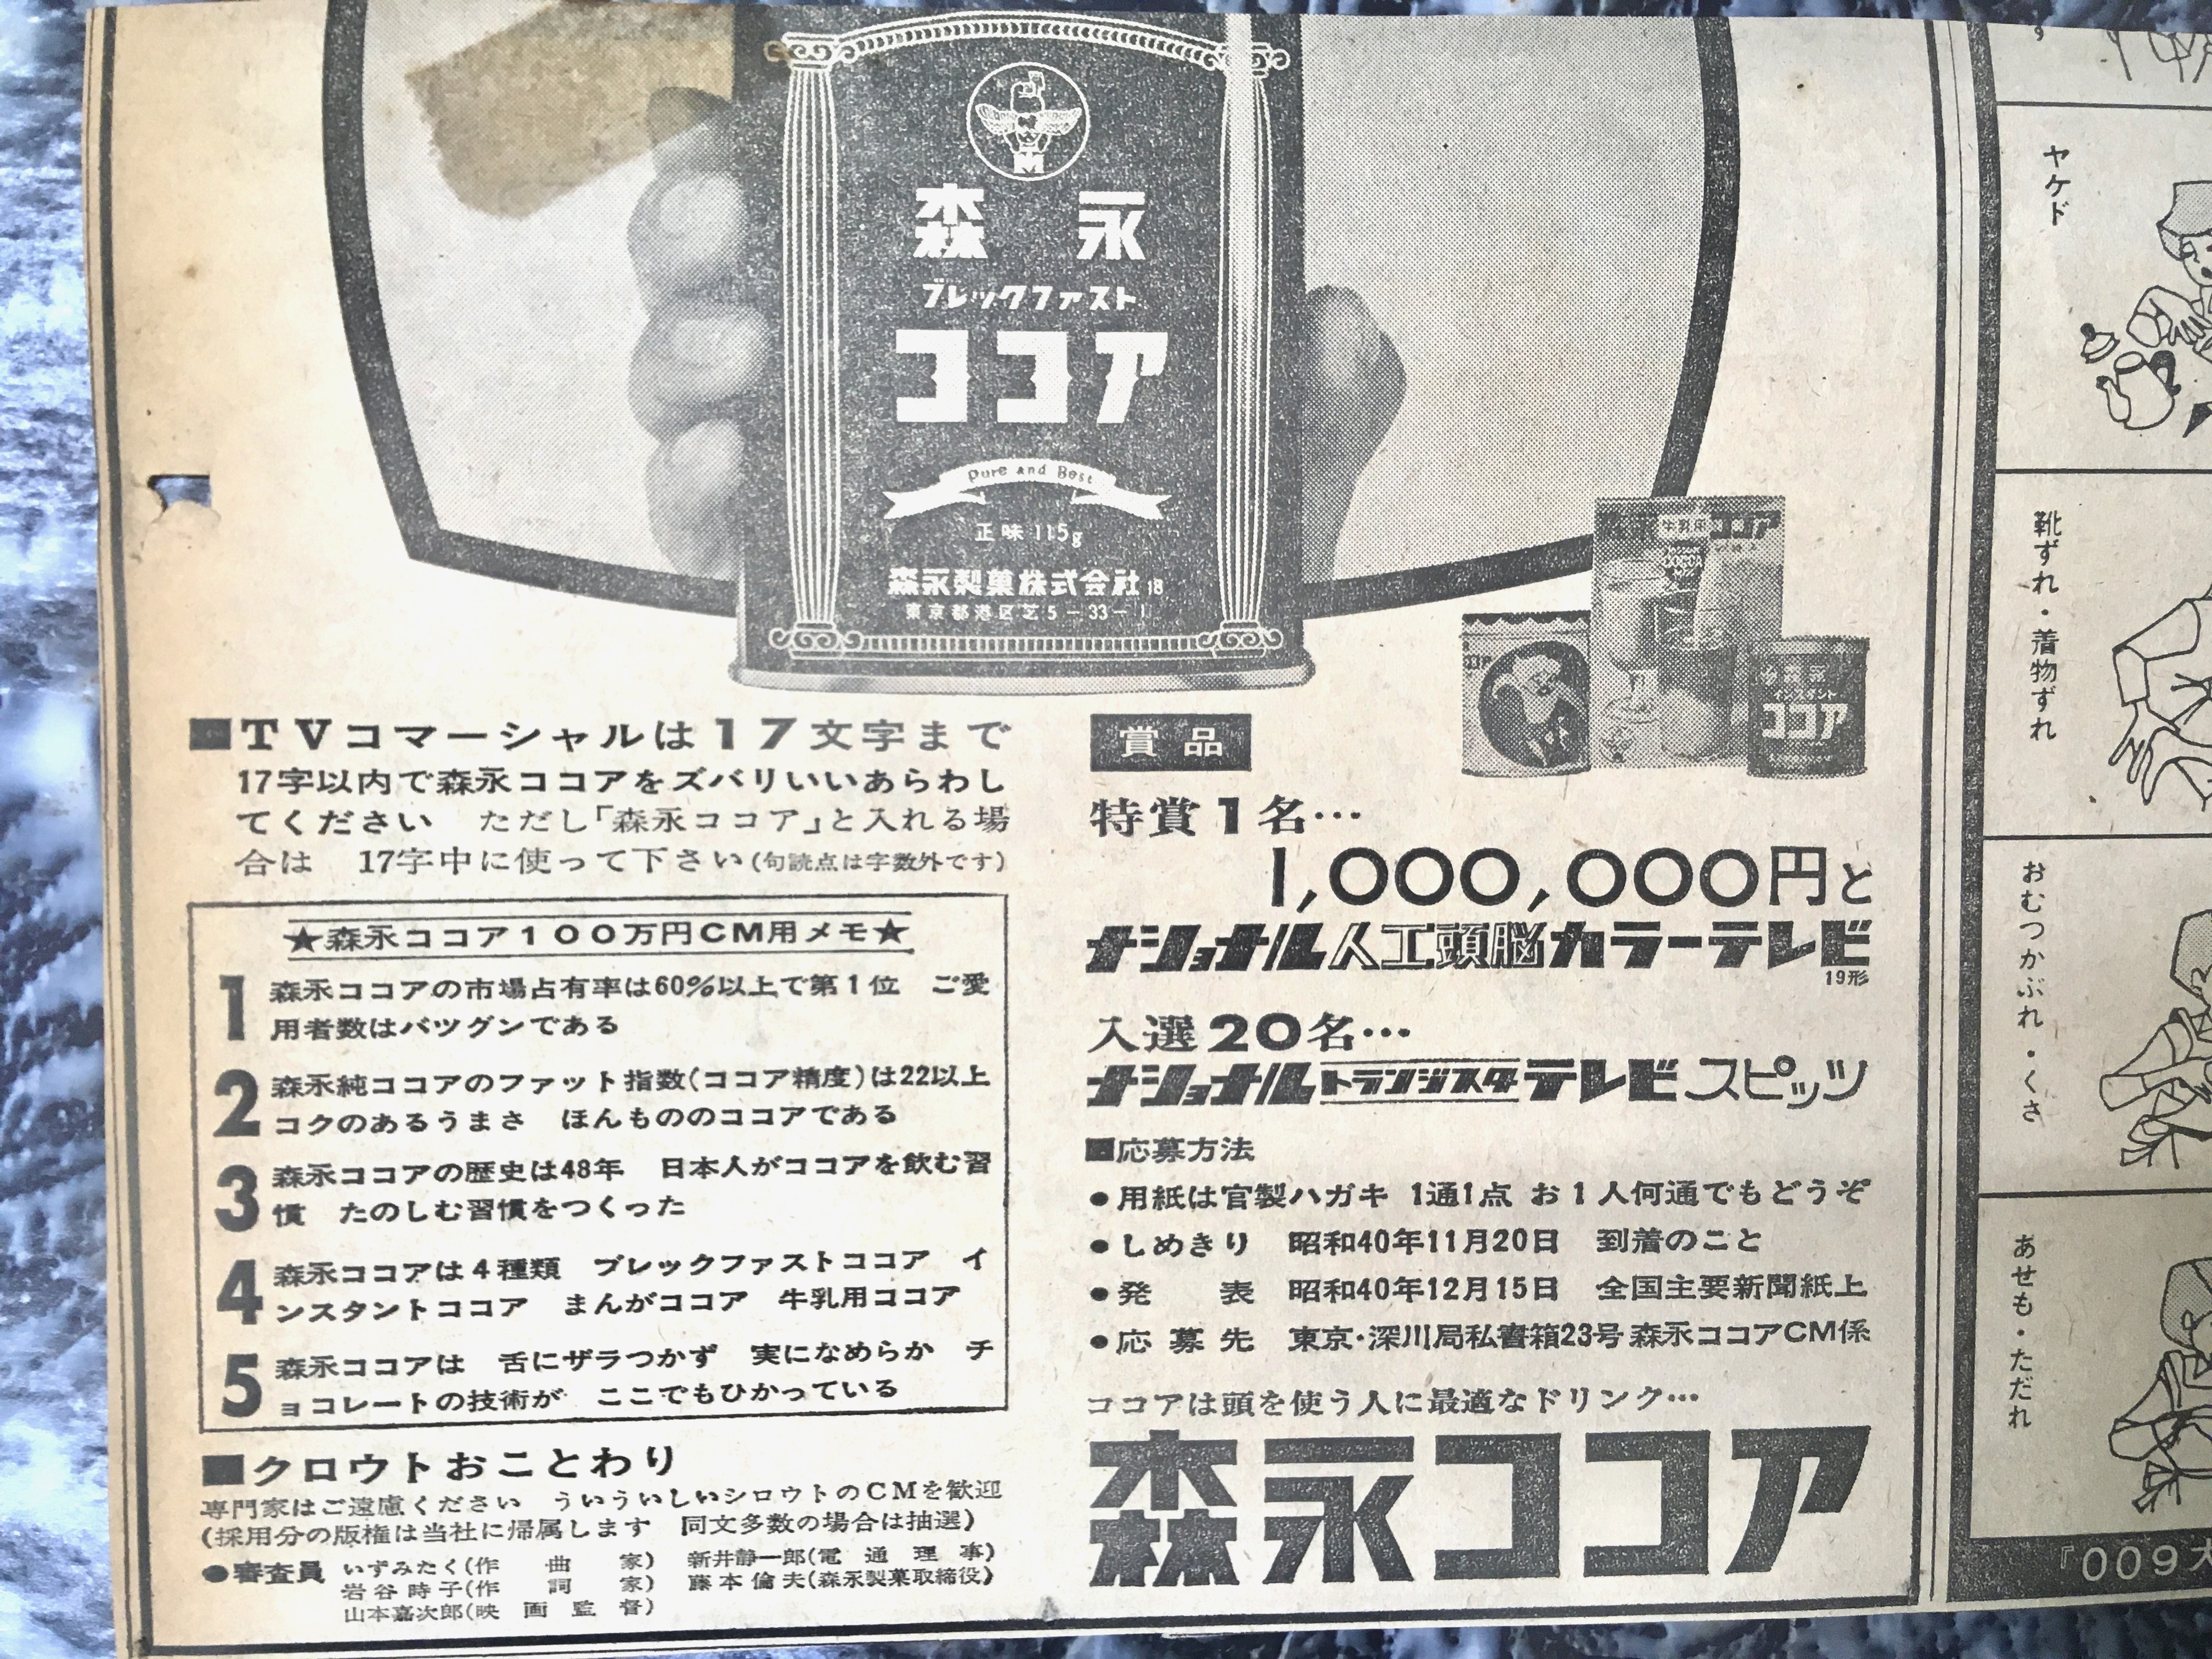 森永
ブレックファスト
ココア
Pure and Best
正味 115g
森永製菓株式会社 18
東京都港区芝5-33-1
牛乳用 ココア
COCOA
森永
インスタント
ココア
■TVコマーシャルは17文字まで
17字以内で森永ココアをズバリいいあらわし
てください　ただし「森永ココア」と入れる場
合は　17字中に使って下さい(句読点は字数外です)
★森永ココア100万円CM用メモ★
1 森永ココアの市場占有率は60%以上で第1位　ご愛
用者数はバツグンである
2 森永純ココアのファット指数(ココア精度)は22以上
コクのあるうまさ　ほんもののココアである
3 森永ココアの歴史は48年　日本人がココアを飲む習
慣　たのしむ習慣をつくった
4 森永ココアは4種類　ブレックファストココア　イ
ンスタントココア　まんがココア　牛乳用ココア
5 森永ココアは　舌にザラつかず　実になめらか　チ
ョコレートの技術が　ここでもひかっている
■クロウトおことわり
専門家はご遠慮ください　ういういしいシロウトのCMを歓迎
(採用分の版権は当社に帰属します　同文多数の場合は抽選)
●審査員　いずみたく(作曲家)　新井静一郎(電通理事)
岩谷時子(作詞家)　藤本倫夫(森永製菓取締役)
山本嘉次郎(映画監督)
賞品
特賞1名…
1,000,000円と
ナショナル人工頭脳カラーテレビ
19形
入選20名…
ナショナルトランジスタテレビスピッツ
■応募方法
●用紙は官製ハガキ 1通1点 お1人何通でもどうぞ
●しめきり　昭和40年11月20日　到着のこと
●発　表　昭和40年12月15日　全国主要新聞紙上
●応募先　東京・深川局私書箱23号 森永ココアCM係
ココアは頭を使う人に最適なドリンク…
森永ココア
ヤケド
靴ずれ・着物ずれ
おむつかぶれ・くさ
あせも・ただれ
『009